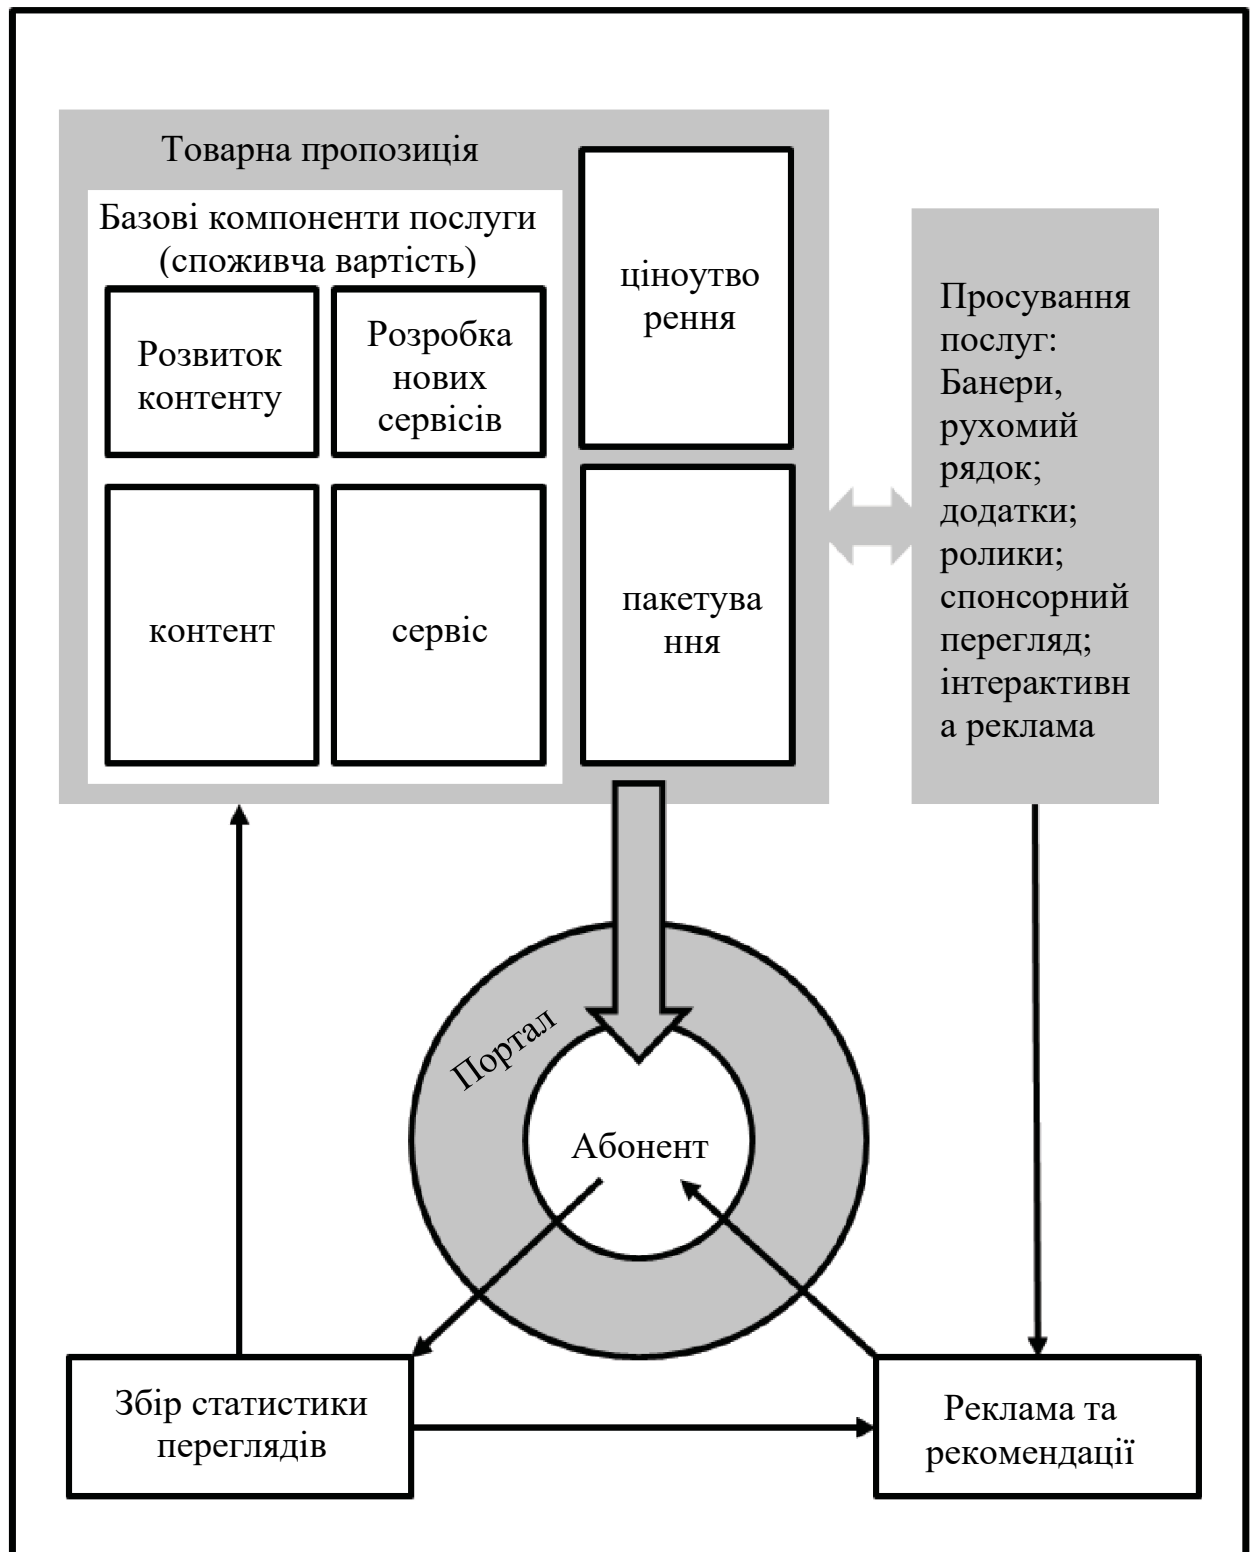 Товарна пропозиція
Базові компоненти послуги
(споживча вартість)
Розвиток
контенту
Розробка
нових
сервісів
контент
сервіс
ціноутво
рення
пакетува
ння
Просування
послуг:
Банери,
рухомий
рядок;
додатки;
ролики;
спонсорний
перегляд;
інтерактивн
а реклама
Портал
Абонент
Збір статистики
переглядів
Реклама та
рекомендації